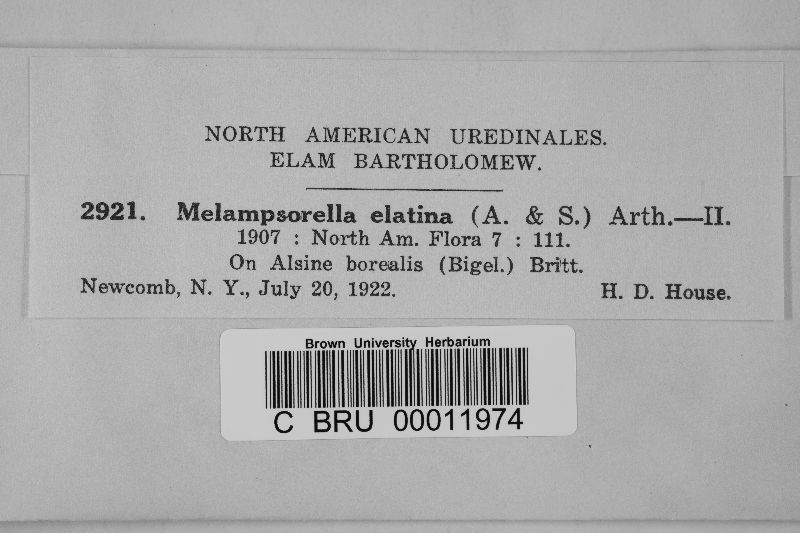 NORTH AMERICAN UREDINALES.
ELAM BARTHOLOMEW.
2921. Melampsorella elatina (A. & S.) Arth.—II.
1907 : North Am. Flora 7 : 111.
On Alsine borealis (Bigel.) Britt.
Newcomb, N. Y., July 20, 1922. H. D. House.
Brown University Herbarium
C BRU 00011974